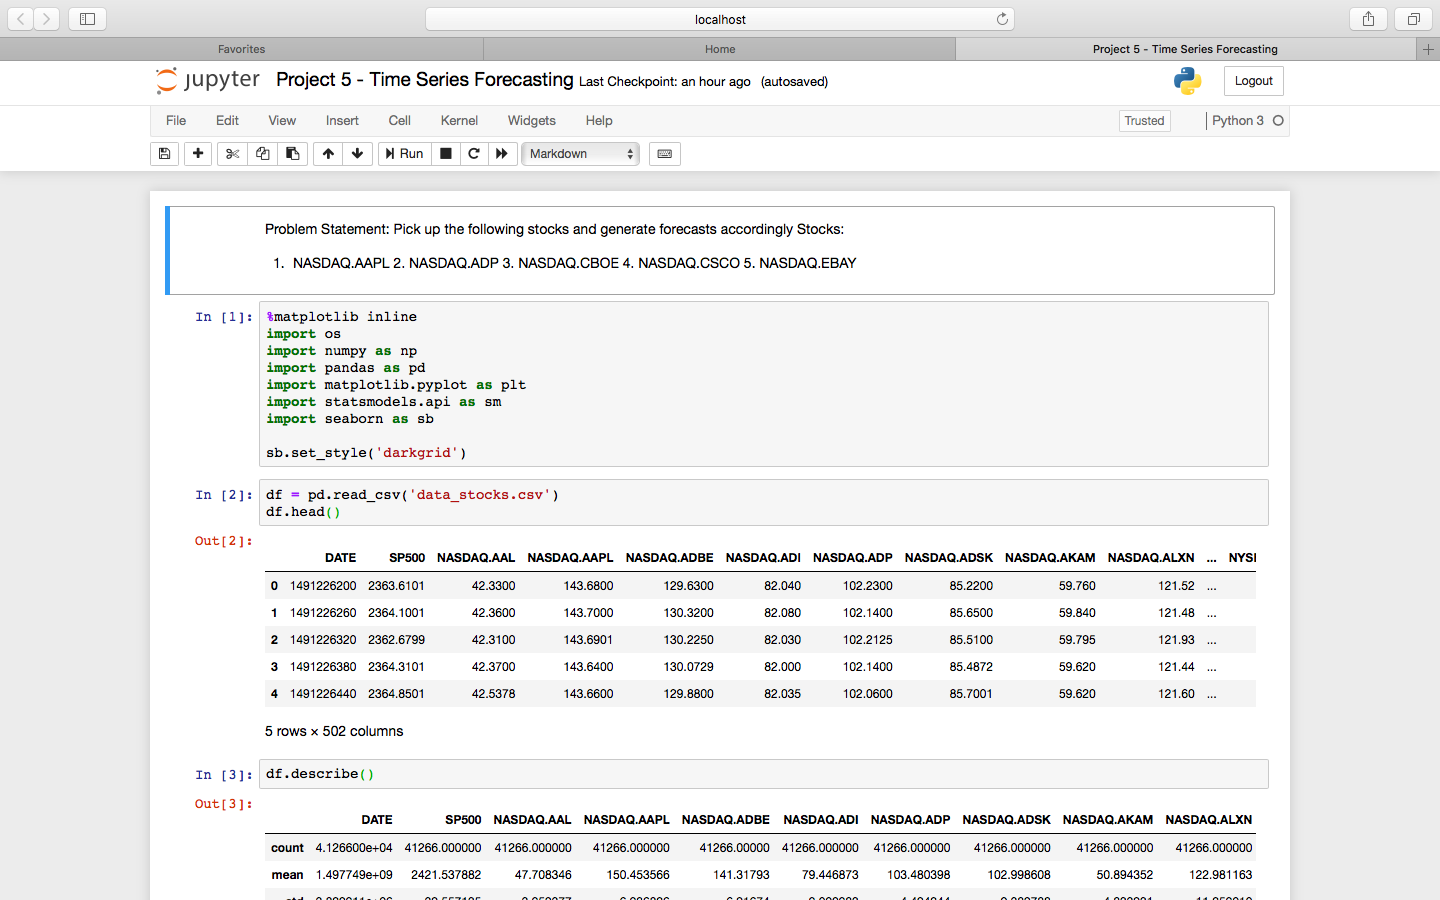 localhost
Favorites
Home
Project 5 - Time Series Forecasting
jupyter Project 5 - Time Series Forecasting Last Checkpoint: an hour ago (autosaved)
Logout
File Edit View Insert Cell Kernel Widgets Help
Trusted
Python 3
Run
Markdown
Problem Statement: Pick up the following stocks and generate forecasts accordingly Stocks:
1. NASDAQ.AAPL 2. NASDAQ.ADP 3. NASDAQ.CBOE 4. NASDAQ.CSCO 5. NASDAQ.EBAY
In [1]: %matplotlib inline
import os
import numpy as np
import pandas as pd
import matplotlib.pyplot as plt
import statsmodels.api as sm
import seaborn as sb
sb.set_style('darkgrid')
In [2]: df = pd.read_csv('data_stocks.csv')
df.head()
Out[2]:
DATE SP500 NASDAQ.AAL NASDAQ.AAPL NASDAQ.ADBE NASDAQ.ADI NASDAQ.ADP NASDAQ.ADSK NASDAQ.AKAM NASDAQ.ALXN ...
0 1491226200 2363.6101 42.3300 143.6800 129.6300 82.040 102.2300 85.2200 59.760 121.52 ...
1 1491226260 2364.1001 42.3600 143.7000 130.3200 82.080 102.1400 85.6500 59.840 121.48 ...
2 1491226320 2362.6799 42.3100 143.6901 130.2250 82.030 102.2125 85.5100 59.795 121.93 ...
3 1491226380 2364.3101 42.3700 143.6400 130.0729 82.000 102.1400 85.4872 59.620 121.44 ...
4 1491226440 2364.8501 42.5378 143.6600 129.8800 82.035 102.0600 85.7001 59.620 121.60 ...
5 rows × 502 columns
In [3]: df.describe()
Out[3]:
DATE SP500 NASDAQ.AAL NASDAQ.AAPL NASDAQ.ADBE NASDAQ.ADI NASDAQ.ADP NASDAQ.ADSK NASDAQ.AKAM NASDAQ.ALXN
count 4.126600e+04 41266.000000 41266.000000 41266.000000 41266.00000 41266.000000 41266.000000 41266.000000 41266.000000 41266.000000
mean 1.497749e+09 2421.537882 47.708346 150.453566 141.31793 79.446873 103.480398 102.998608 50.894352 122.981163